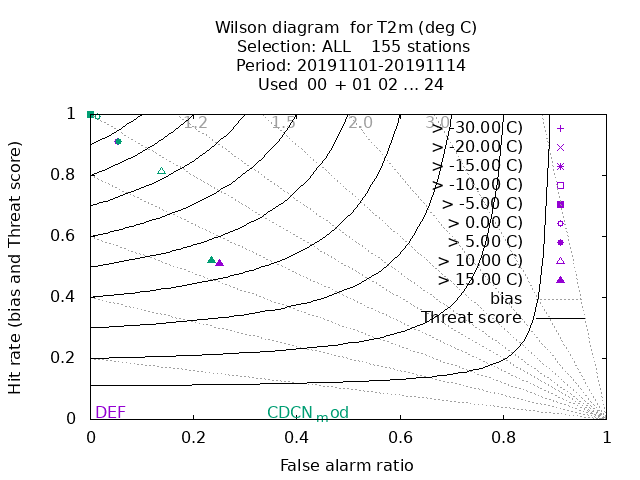 Wilson diagram  for T2m (deg C)
Selection: ALL    155 stations
Period: 20191101-20191114
Used  00  + 01 02 ... 24
Hit rate (bias and Threat score)
1
0.8
0.6
0.4
0.2
0
1.2 1.5 2.0 3.0
> -30.00 C)
> -20.00 C)
> -15.00 C)
> -10.00 C)
> -5.00 C)
> 0.00 C)
> 5.00 C)
> 10.00 C)
> 15.00 C)
bias
Threat score
DEF CDCN_mod
0 0.2 0.4 0.6 0.8 1
False alarm ratio